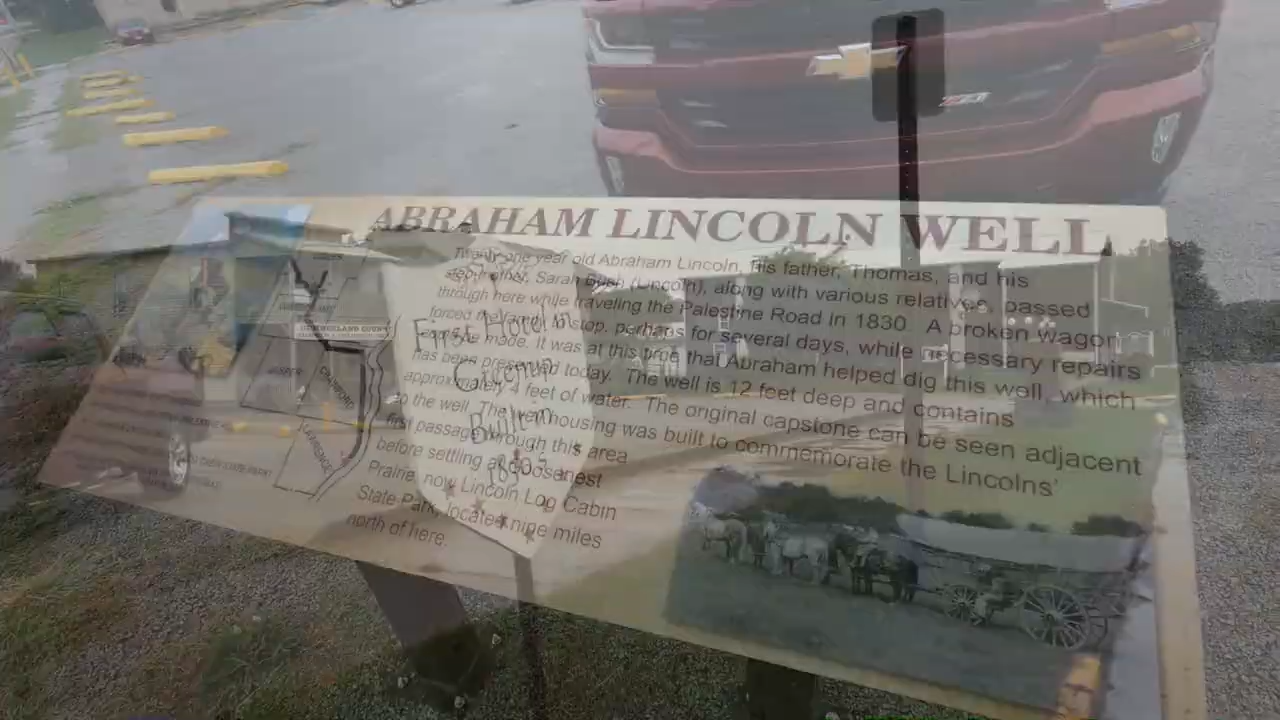 ABRAHAM LINCOLN WELL
Twenty-one year old Abraham Lincoln, his father, Thomas, and his
stepmother, Sarah Bush (Lincoln), along with various relatives, passed
through here while traveling the Palestine Road in 1830. A broken wagon
forced the to stop, perhaps for several days, while necessary repairs
were made. It was at this time that Abraham helped dig this well, which
has been preserved today. The well is 12 feet deep and contains
approximately 4 feet of water. The original capstone can be seen adjacent
to the well. The housing was built to commemorate the Lincolns'
first passage through this area
before settling at Goosenest
Prairie, now Lincoln Log Cabin
State Park, located nine miles
north of here.
First Hotel in
Built in
CUMBERLAND COUNTY
JASPER
CRAWFORD
LAWRENCE